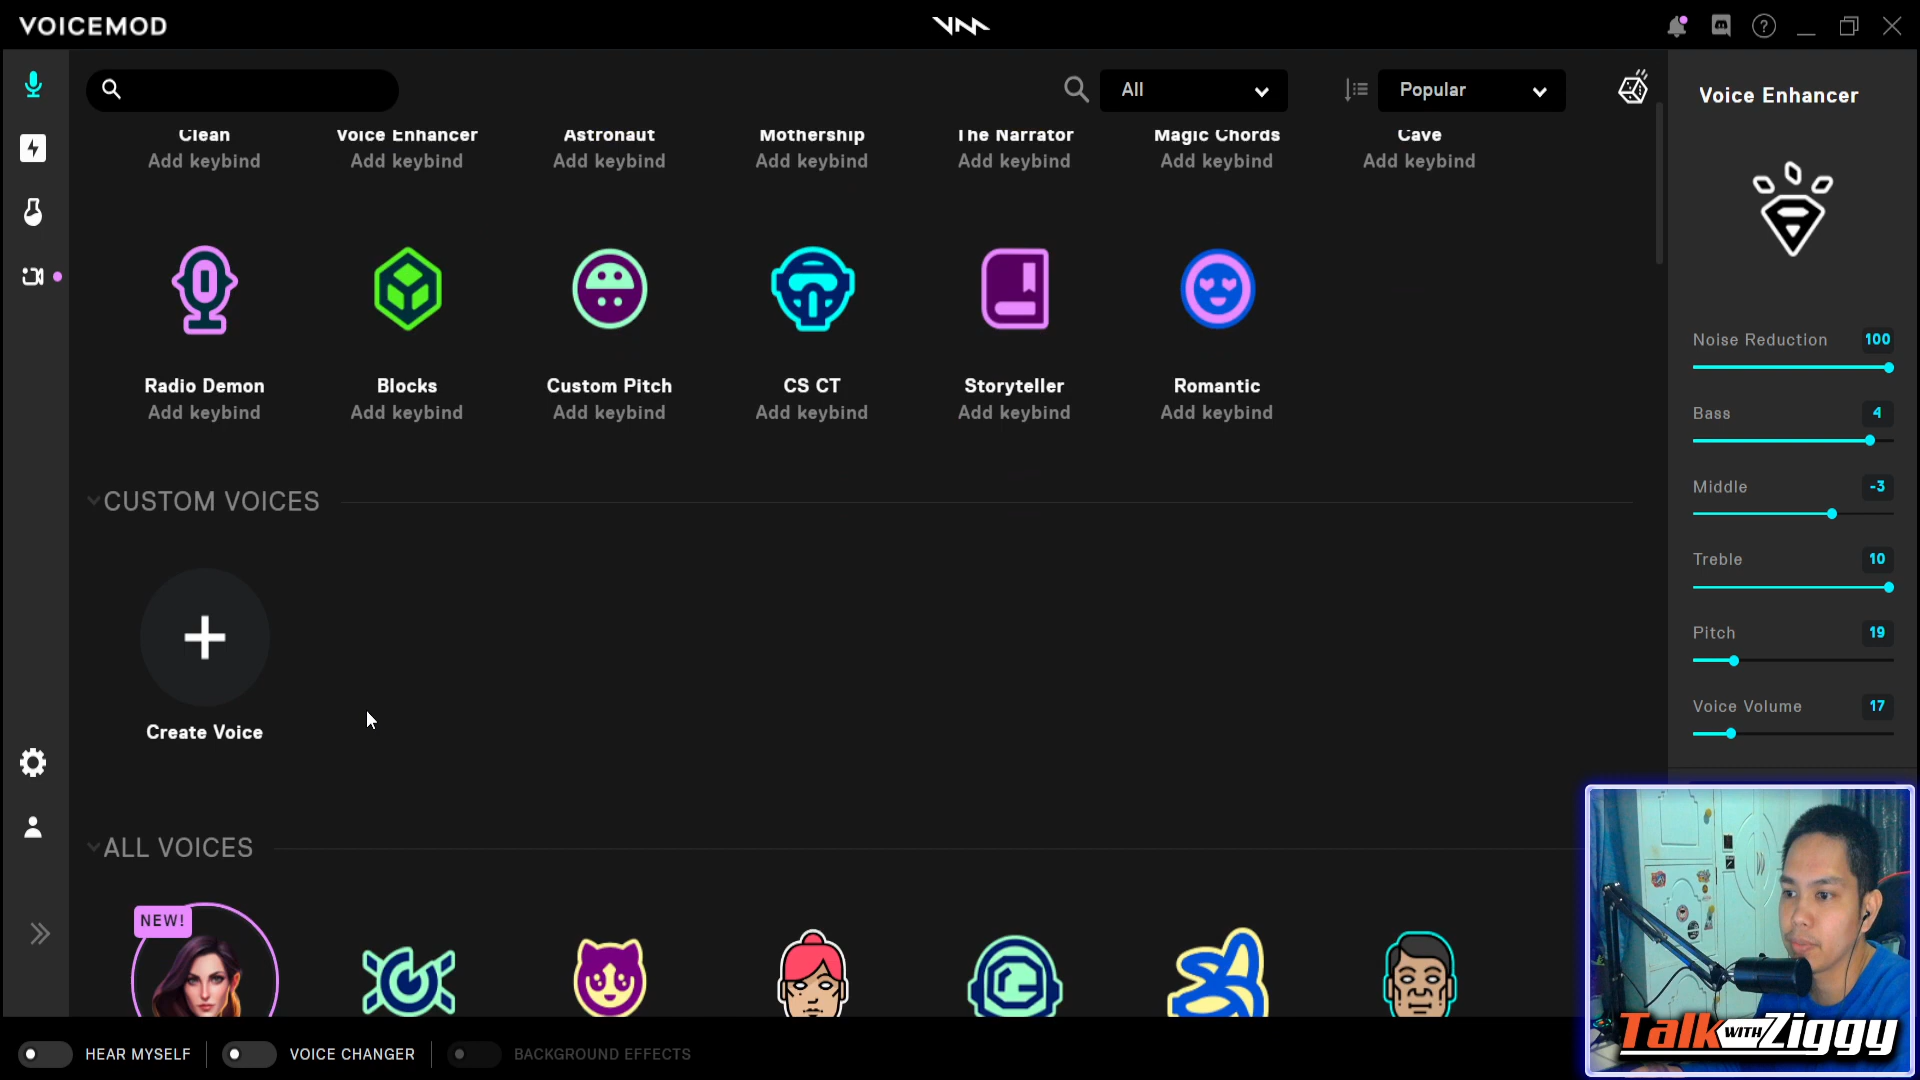 VOICEMOD
All
Popular
Clean
Voice Enhancer
Astronaut
Mothership
The Narrator
Magic Chords
Cave
Add keybind
Add keybind
Add keybind
Add keybind
Add keybind
Add keybind
Add keybind
Radio Demon
Blocks
Custom Pitch
CS CT
Storyteller
Romantic
Add keybind
Add keybind
Add keybind
Add keybind
Add keybind
Add keybind
CUSTOM VOICES
Create Voice
ALL VOICES
NEW!
Voice Enhancer
Noise Reduction 100
Bass 4
Middle -3
Treble 10
Pitch 19
Voice Volume 17
HEAR MYSELF
VOICE CHANGER
BACKGROUND EFFECTS
Talk WITH Ziggy